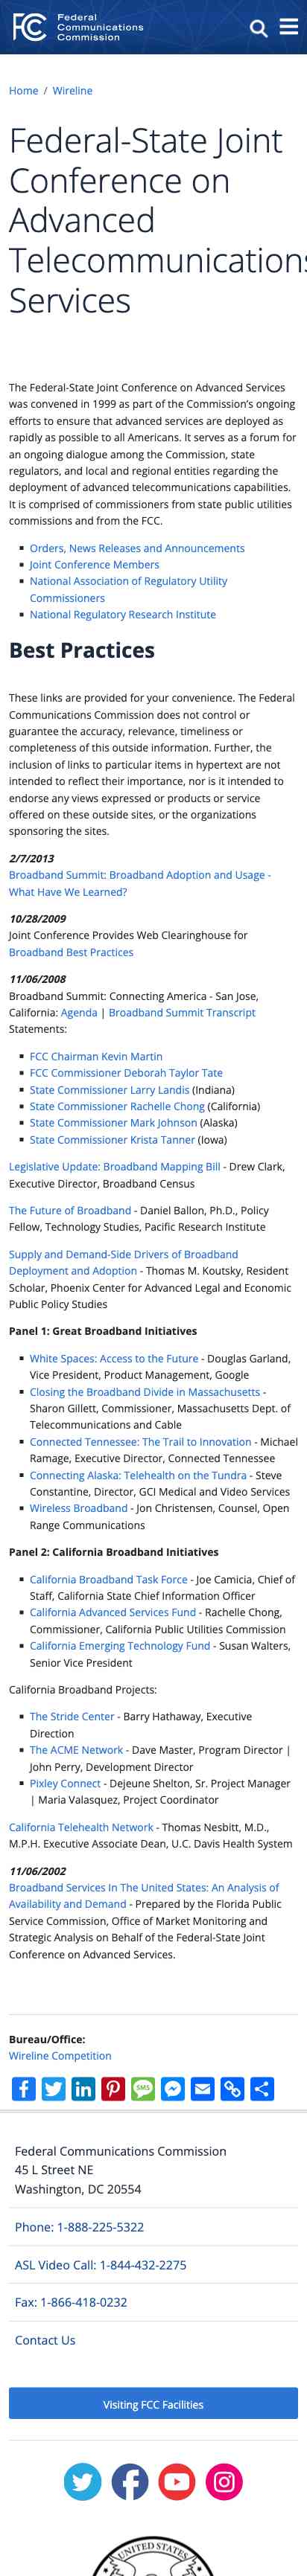 FC
Federal
Communications
Commission
Home / Wireline
Federal-State Joint
Conference on
Advanced
Telecommunications
Services
The Federal-State Joint Conference on Advanced Services
was convened in 1999 as part of the Commission's ongoing
efforts to ensure that advanced services are deployed as
rapidly as possible to all Americans. It serves as a forum for
an ongoing dialogue among the Commission, state
regulators, and local and regional entities regarding the
deployment of advanced telecommunications capabilities.
It is comprised of commissioners from state public utilities
commissions and from the FCC.
▪ Orders, News Releases and Announcements
▪ Joint Conference Members
▪ National Association of Regulatory Utility
Commissioners
▪ National Regulatory Research Institute
Best Practices
These links are provided for your convenience. The Federal
Communications Commission does not control or
guarantee the accuracy, relevance, timeliness or
completeness of this outside information. Further, the
inclusion of links to particular items in hypertext are not
intended to reflect their importance, nor is it intended to
endorse any views expressed or products or service
offered on these outside sites, or the organizations
sponsoring the sites.
2/7/2013
Broadband Summit: Broadband Adoption and Usage -
What Have We Learned?
10/28/2009
Joint Conference Provides Web Clearinghouse for
Broadband Best Practices
11/06/2008
Broadband Summit: Connecting America - San Jose,
California: Agenda | Broadband Summit Transcript
Statements:
▪ FCC Chairman Kevin Martin
▪ FCC Commissioner Deborah Taylor Tate
▪ State Commissioner Larry Landis (Indiana)
▪ State Commissioner Rachelle Chong (California)
▪ State Commissioner Mark Johnson (Alaska)
▪ State Commissioner Krista Tanner (Iowa)
Legislative Update: Broadband Mapping Bill - Drew Clark,
Executive Director, Broadband Census
The Future of Broadband - Daniel Ballon, Ph.D., Policy
Fellow, Technology Studies, Pacific Research Institute
Supply and Demand-Side Drivers of Broadband
Deployment and Adoption - Thomas M. Koutsky, Resident
Scholar, Phoenix Center for Advanced Legal and Economic
Public Policy Studies
Panel 1: Great Broadband Initiatives
▪ White Spaces: Access to the Future - Douglas Garland,
Vice President, Product Management, Google
▪ Closing the Broadband Divide in Massachusetts -
Sharon Gillett, Commissioner, Massachusetts Dept. of
Telecommunications and Cable
▪ Connected Tennessee: The Trail to Innovation - Michael
Ramage, Executive Director, Connected Tennessee
▪ Connecting Alaska: Telehealth on the Tundra - Steve
Constantine, Director, GCI Medical and Video Services
▪ Wireless Broadband - Jon Christensen, Counsel, Open
Range Communications
Panel 2: California Broadband Initiatives
▪ California Broadband Task Force - Joe Camicia, Chief of
Staff, California State Chief Information Officer
▪ California Advanced Services Fund - Rachelle Chong,
Commissioner, California Public Utilities Commission
▪ California Emerging Technology Fund - Susan Walters,
Senior Vice President
California Broadband Projects:
▪ The Stride Center - Barry Hathaway, Executive
Direction
▪ The ACME Network - Dave Master, Program Director |
John Perry, Development Director
▪ Pixley Connect - Dejeune Shelton, Sr. Project Manager
| Maria Valasquez, Project Coordinator
California Telehealth Network - Thomas Nesbitt, M.D.,
M.P.H. Executive Associate Dean, U.C. Davis Health System
11/06/2002
Broadband Services In The United States: An Analysis of
Availability and Demand - Prepared by the Florida Public
Service Commission, Office of Market Monitoring and
Strategic Analysis on Behalf of the Federal-State Joint
Conference on Advanced Services.
Bureau/Office:
Wireline Competition
SMS
Federal Communications Commission
45 L Street NE
Washington, DC 20554
Phone: 1-888-225-5322
ASL Video Call: 1-844-432-2275
Fax: 1-866-418-0232
Contact Us
Visiting FCC Facilities
UNITED STATES